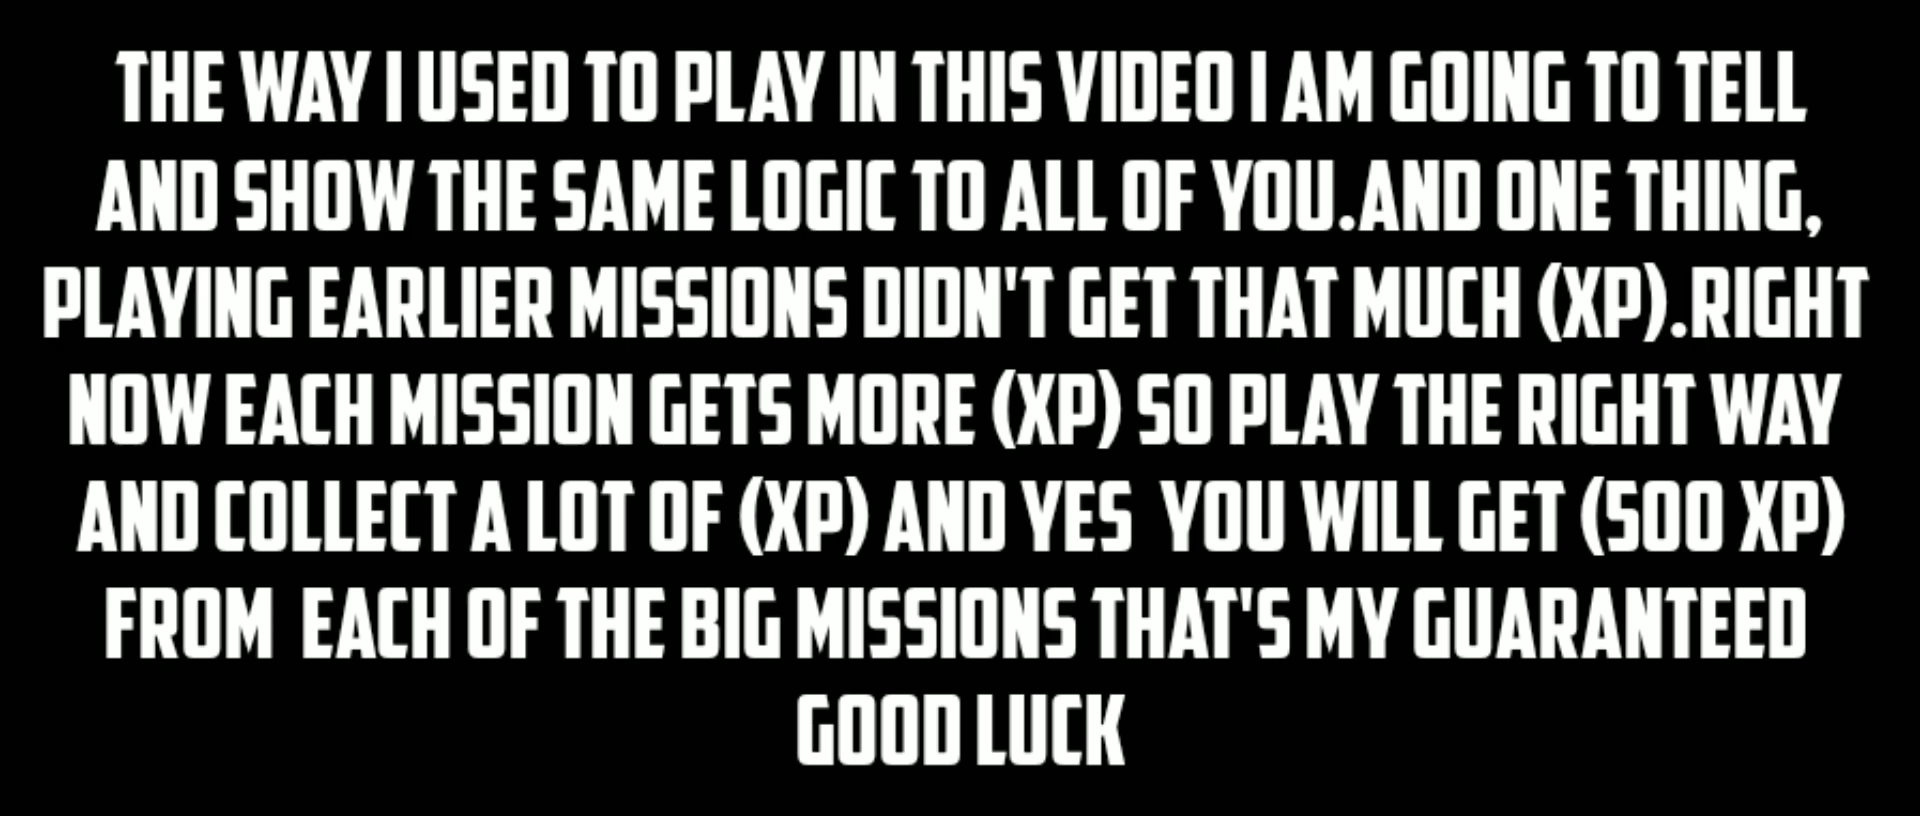 THE WAY I USED TO PLAY IN THIS VIDEO I AM GOING TO TELL
AND SHOW THE SAME LOGIC TO ALL OF YOU.AND ONE THING,
PLAYING EARLIER MISSIONS DIDN'T GET THAT MUCH (XP).RIGHT
NOW EACH MISSION GETS MORE (XP) SO PLAY THE RIGHT WAY
AND COLLECT A LOT OF (XP) AND YES  YOU WILL GET (500 XP)
FROM  EACH OF THE BIG MISSIONS THAT'S MY GUARANTEED
GOOD LUCK